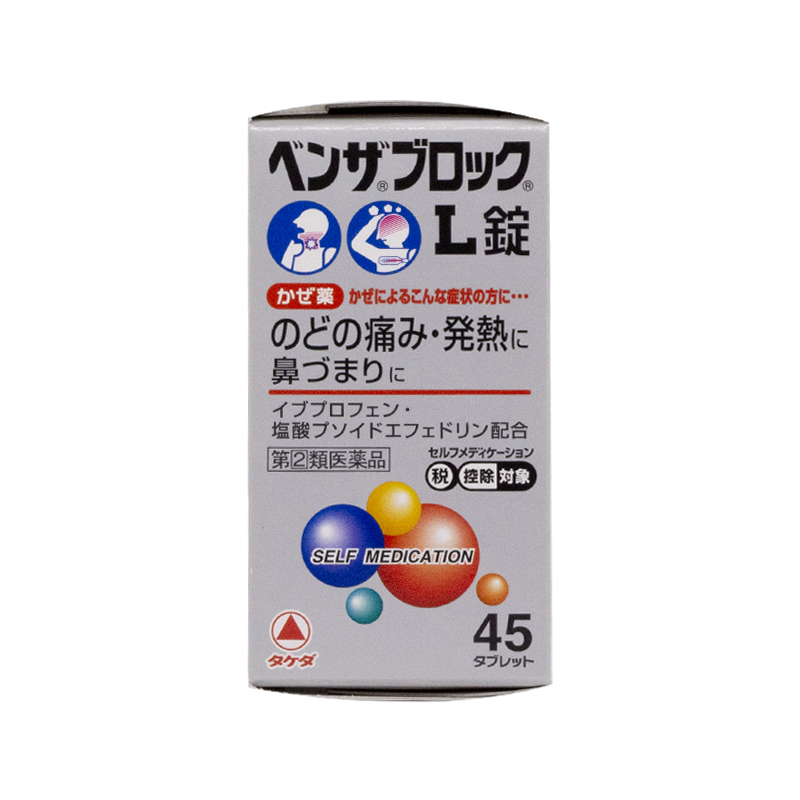 ベンザ®ブロック®
L錠
かぜ薬 かぜによるこんな症状の方に…
のどの痛み・発熱に
鼻づまりに
イブプロフェン・
塩酸プソイドエフェドリン配合
指②類医薬品 セルフメディケーション
税 控除 対象
SELF MEDICATION
タケダ
45
タブレット